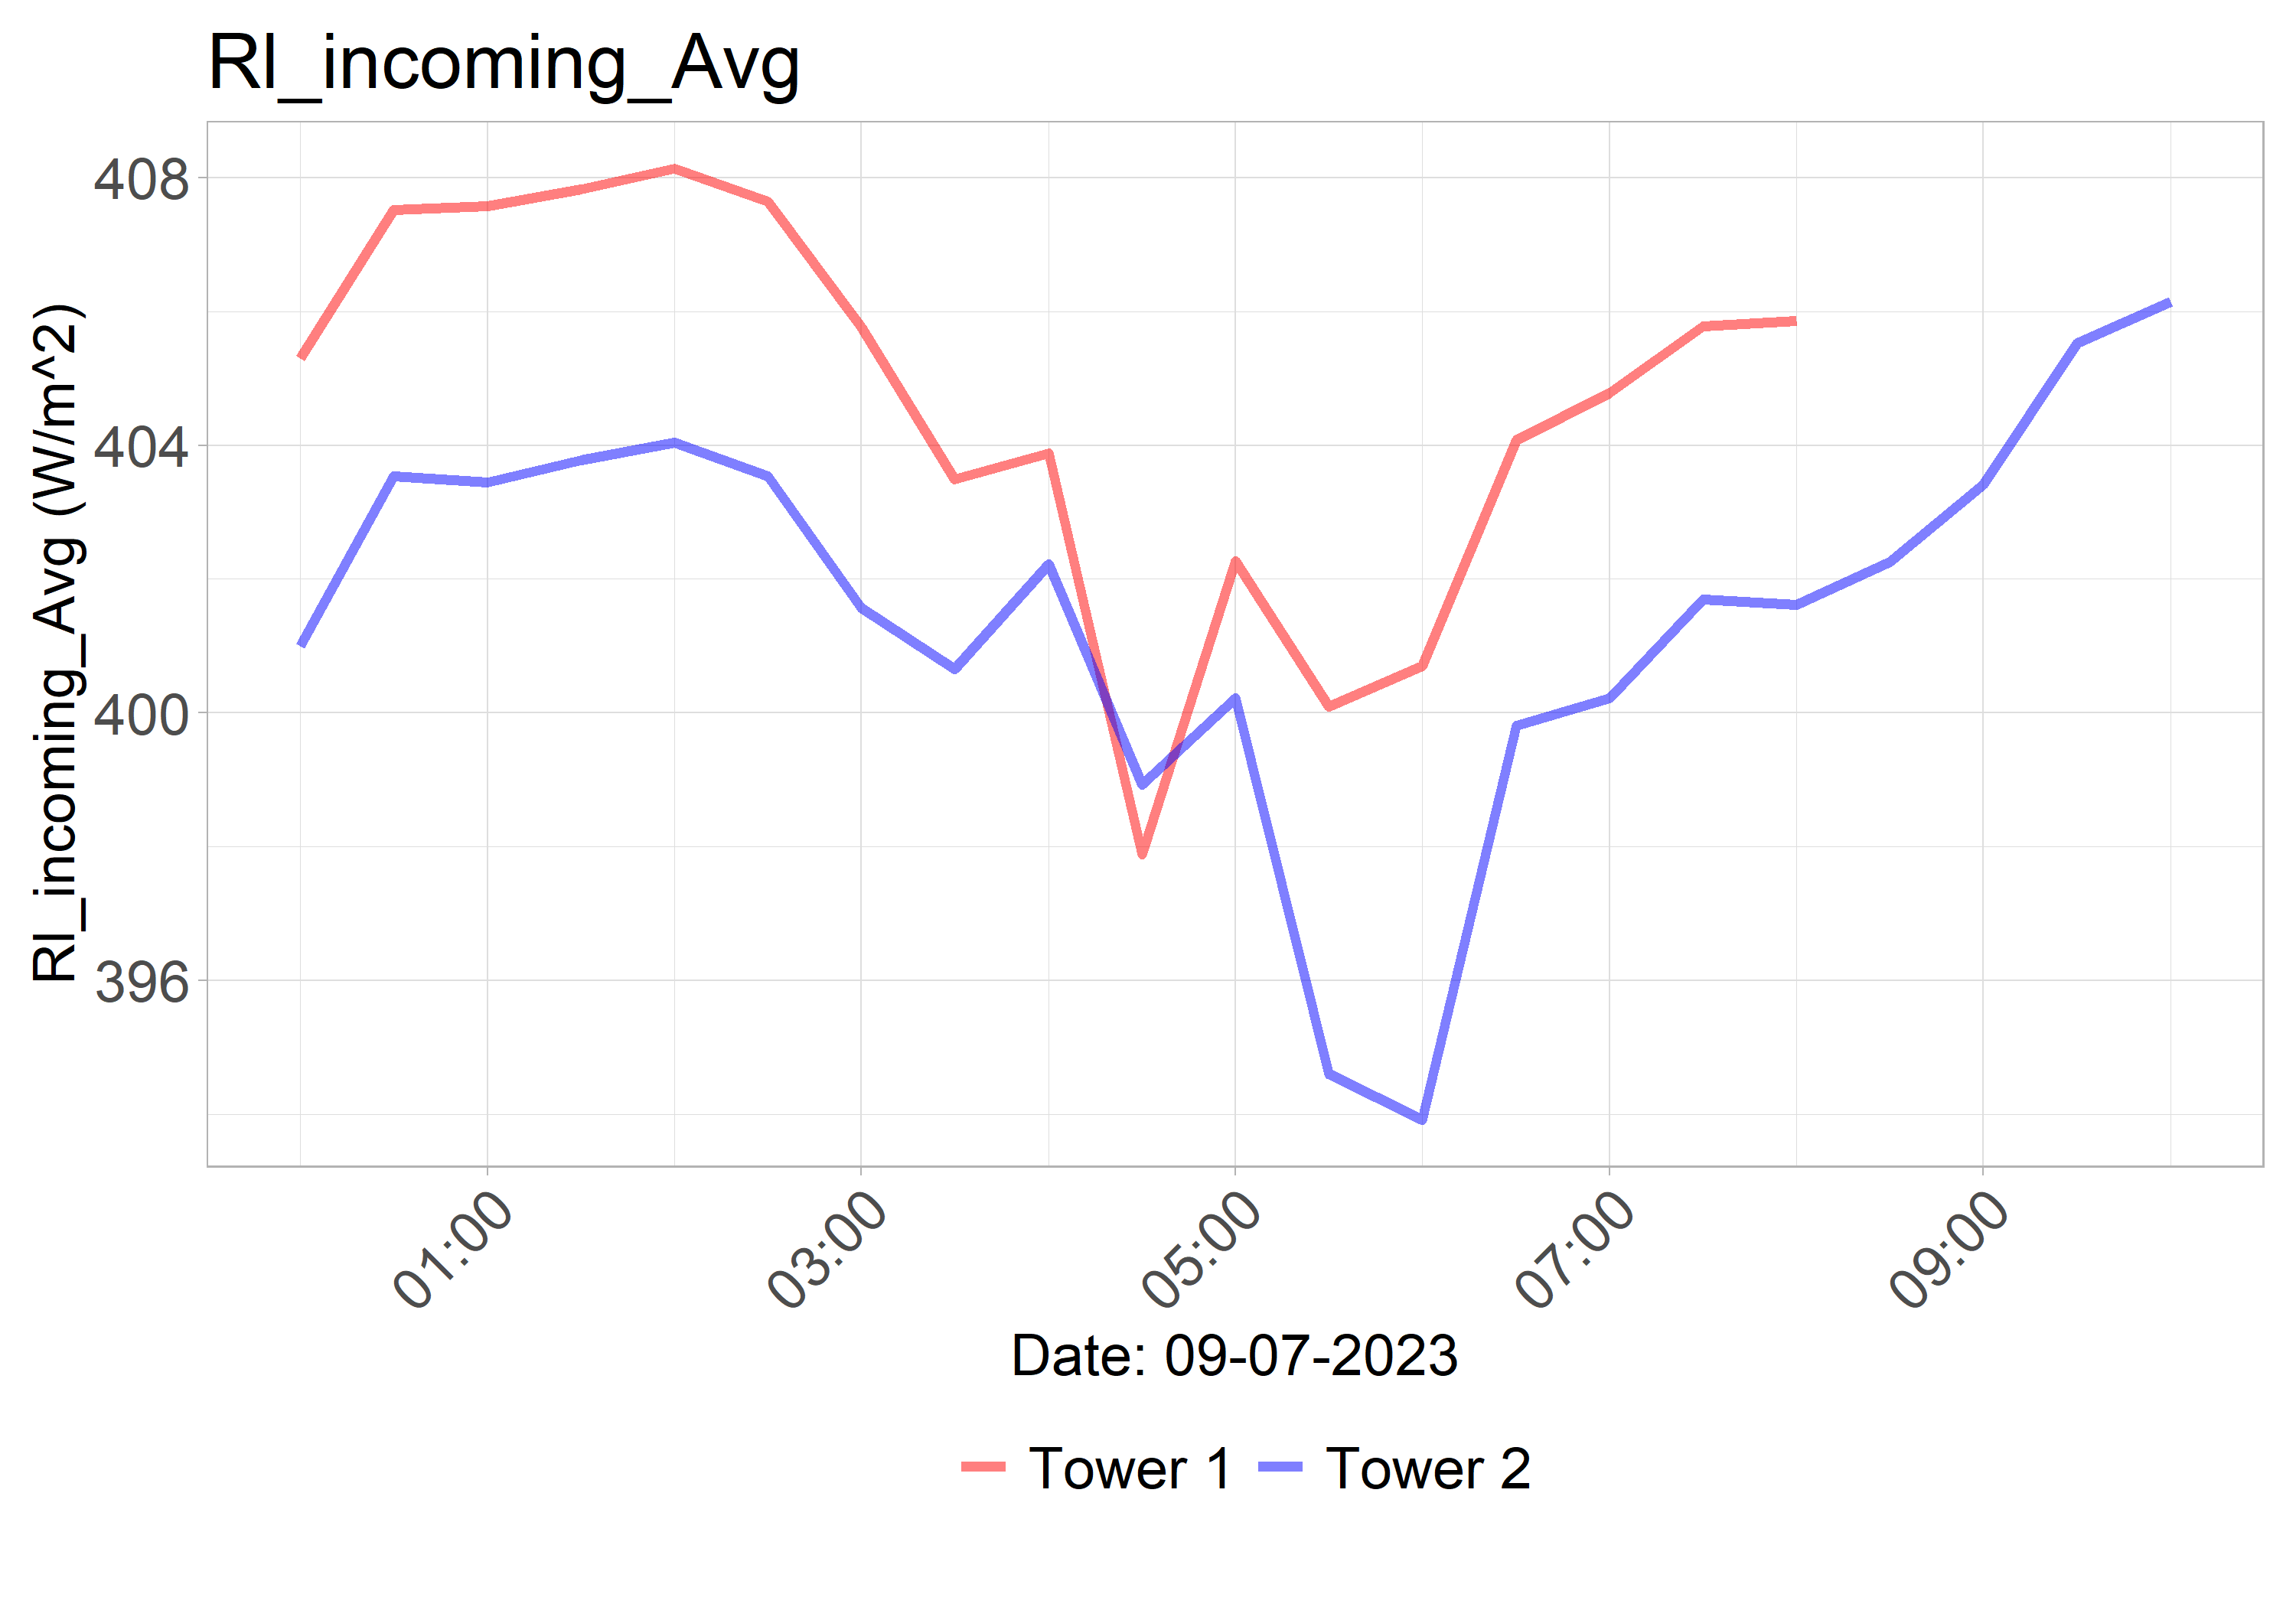 Rl_incoming_Avg
Rl_incoming_Avg (W/m^2)
408
404
400
396
01:00
03:00
05:00
07:00
09:00
Date: 09-07-2023
Tower 1
Tower 2